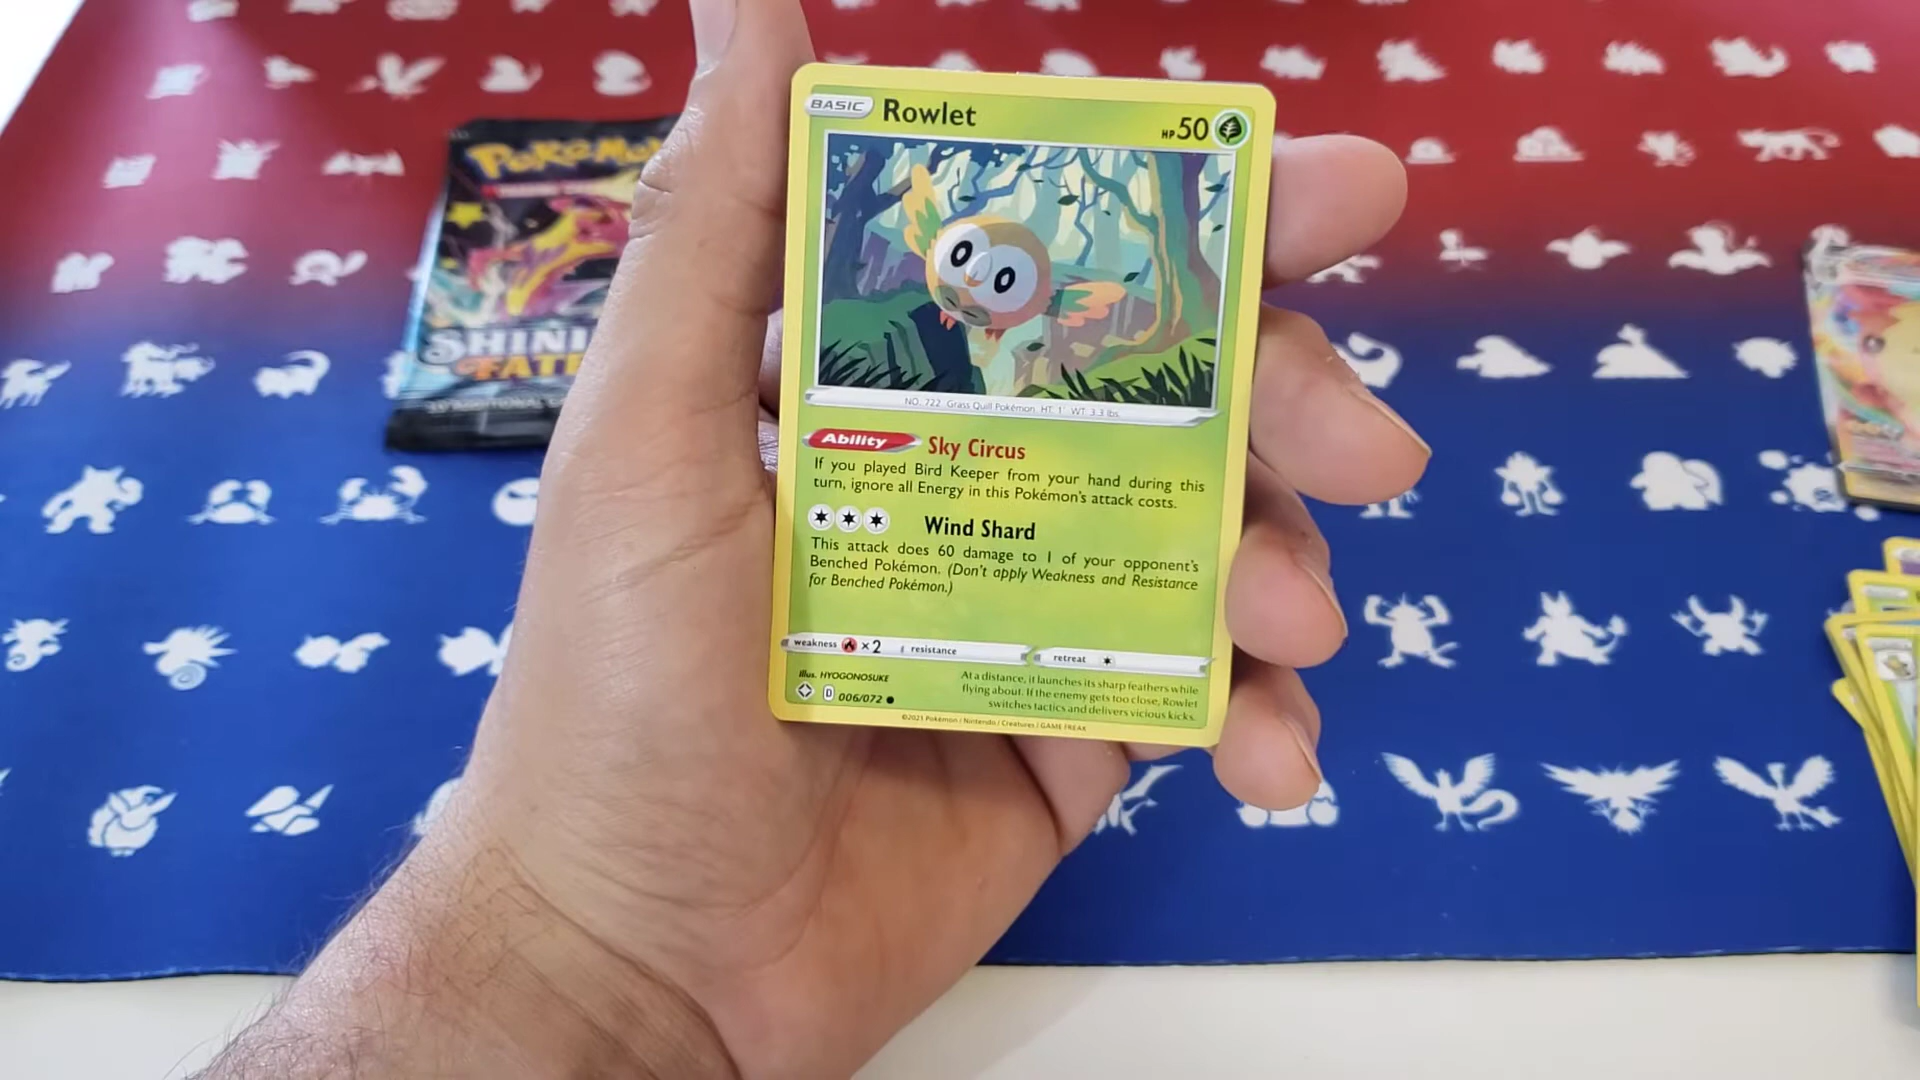 BASIC Rowlet HP 50
NO. 722 Grass Quill Pokémon HT: 1' WT: 3.3 lbs.
Ability Sky Circus
If you played Bird Keeper from your hand during this
turn, ignore all Energy in this Pokémon's attack costs.
Wind Shard
This attack does 60 damage to 1 of your opponent's
Benched Pokémon. (Don't apply Weakness and Resistance
for Benched Pokémon.)
weakness ×2 resistance retreat
Illus. HYOGONOSUKE
D 006/072
At a distance, it launches its sharp feathers while
flying about. If the enemy gets too close, Rowlet
switches tactics and delivers vicious kicks.
©2021 Pokémon / Nintendo / Creatures / GAME FREAK
POKéMO
SHINI
FAT